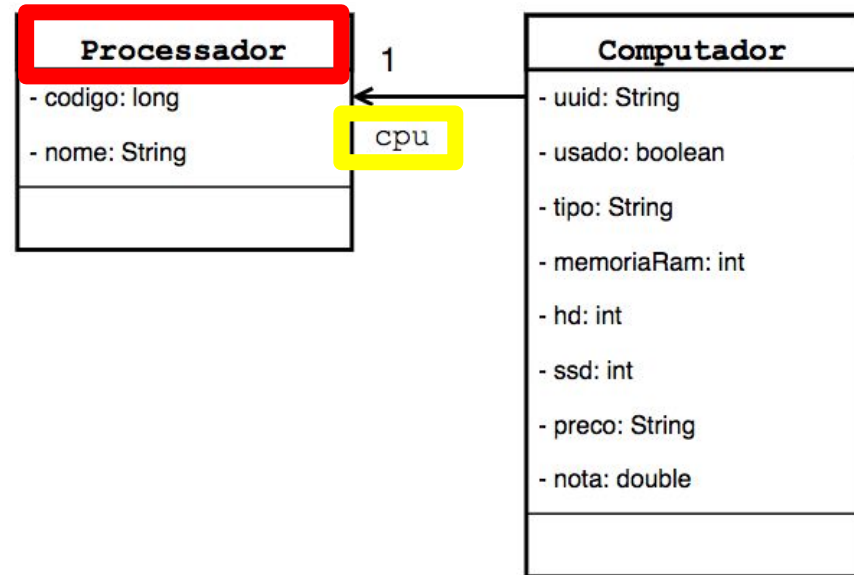 Processador
- codigo: long
- nome: String
1
cpu
Computador
- uuid: String
- usado: boolean
- tipo: String
- memoriaRam: int
- hd: int
- ssd: int
- preco: String
- nota: double